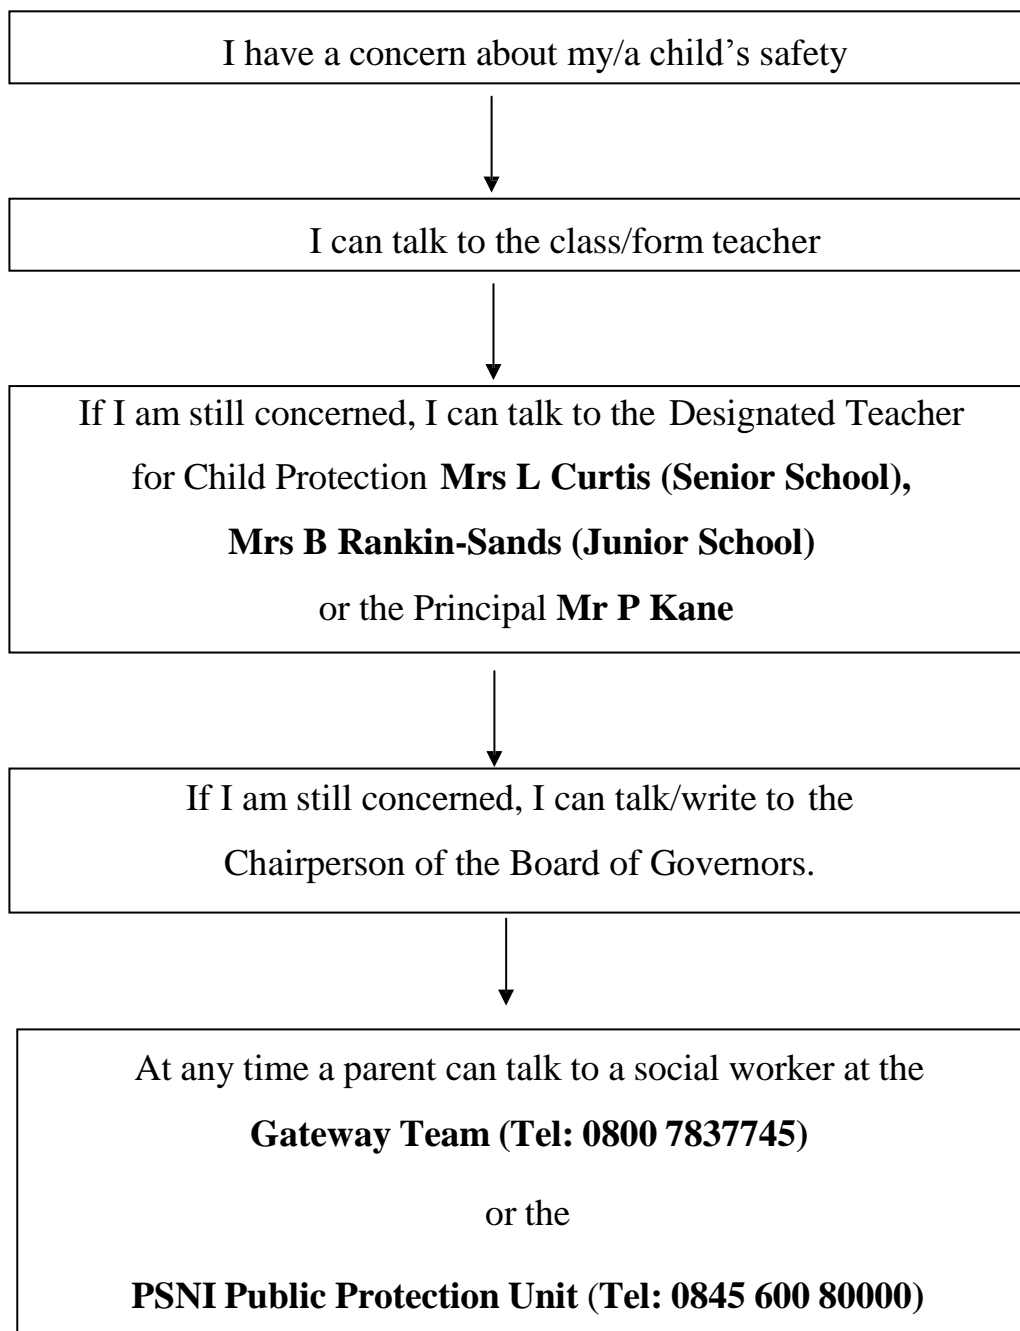 I have a concern about my/a child’s safety
I can talk to the class/form teacher
If I am still concerned, I can talk to the Designated Teacher
for Child Protection Mrs L Curtis (Senior School),
Mrs B Rankin-Sands (Junior School)
or the Principal Mr P Kane
If I am still concerned, I can talk/write to the
Chairperson of the Board of Governors.
At any time a parent can talk to a social worker at the
Gateway Team (Tel: 0800 7837745)
or the
PSNI Public Protection Unit (Tel: 0845 600 80000)